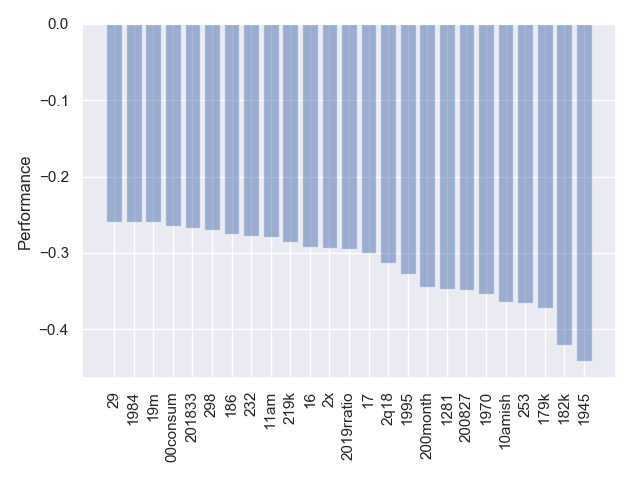 0.0
−0.1
−0.2
−0.3
−0.4
Performance
29
1984
19m
00consum
201833
298
186
232
11am
219k
16
2x
2019rratio
17
2q18
1995
200month
1281
200827
1970
10amish
253
179k
182k
1945